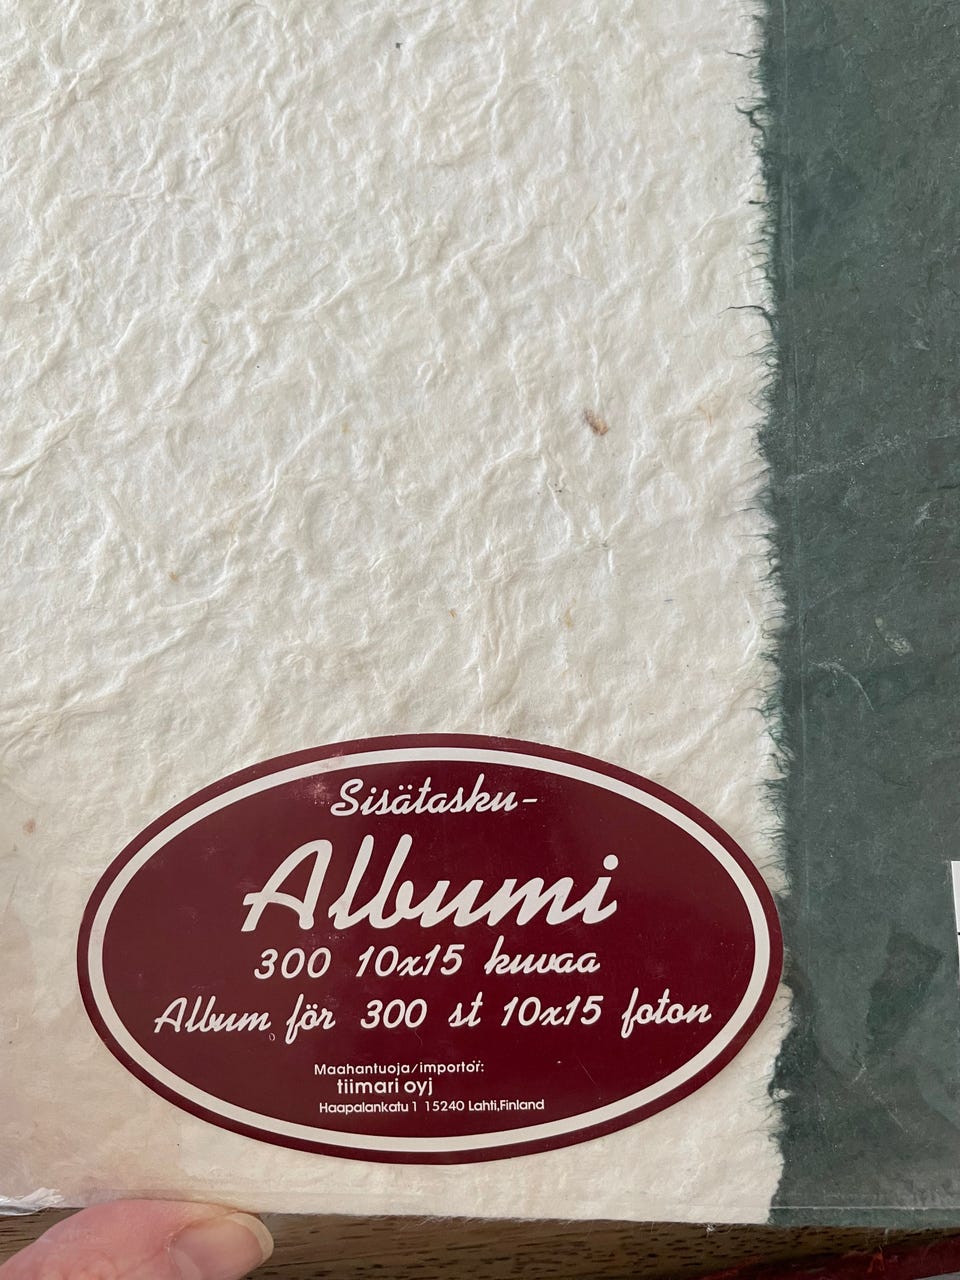 Sisätasku-
Albumi
300 10x15 kuvaa
Album för 300 st 10x15 foton
Maahantuoja/importör:
tiimari oyj
Haapalankatu 1 15240 Lahti,Finland